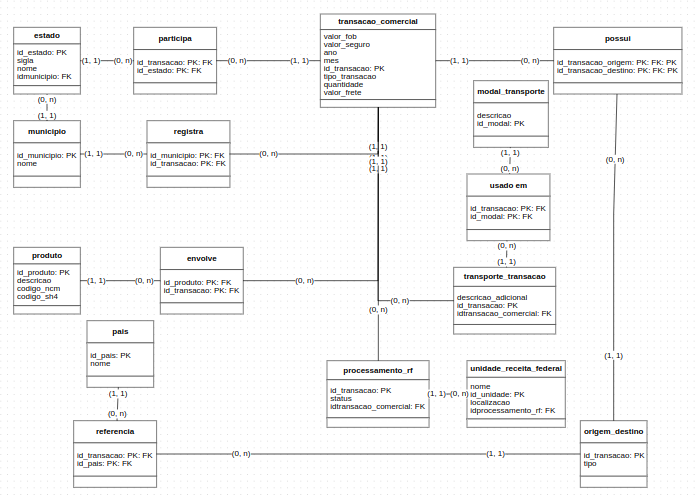 estado
id_estado: PK
sigla
nome
idmunicipio: FK
(1, 1)
(0, n)
participa
id_transacao: PK: FK
id_estado: PK: FK
(0, n)
(1, 1)
transacao_comercial
valor_fob
valor_seguro
ano
mes
id_transacao: PK
tipo_transacao
quantidade
valor_frete
(1, 1)
(0, n)
possui
id_transacao_origem: PK: FK: PK
id_transacao_destino: PK: FK: PK
modal_transporte
descricao
id_modal: PK
(0, n)
(1, 1)
municipio
id_municipio: PK
nome
(1, 1)
(0, n)
registra
id_municipio: PK: FK
id_transacao: PK: FK
(0, n)
(1, 1)
(1, 1)
(1, 1)
(0, n)
(0, n)
usado em
id_transacao: PK: FK
id_modal: PK: FK
(0, n)
(1, 1)
produto
id_produto: PK
descricao
codigo_ncm
codigo_sh4
(1, 1)
(0, n)
envolve
id_produto: PK: FK
id_transacao: PK: FK
(0, n)
transporte_transacao
descricao_adicional
id_transacao: PK
idtransacao_comercial: FK
(0, n)
(0, n)
pais
id_pais: PK
nome
(1, 1)
(0, n)
processamento_rf
id_transacao: PK
status
idtransacao_comercial: FK
(1, 1)
(0, n)
unidade_receita_federal
nome
id_unidade: PK
localizacao
idprocessamento_rf: FK
(1, 1)
referencia
id_transacao: PK: FK
id_pais: PK: FK
(0, n)
(1, 1)
origem_destino
id_transacao: PK
tipo